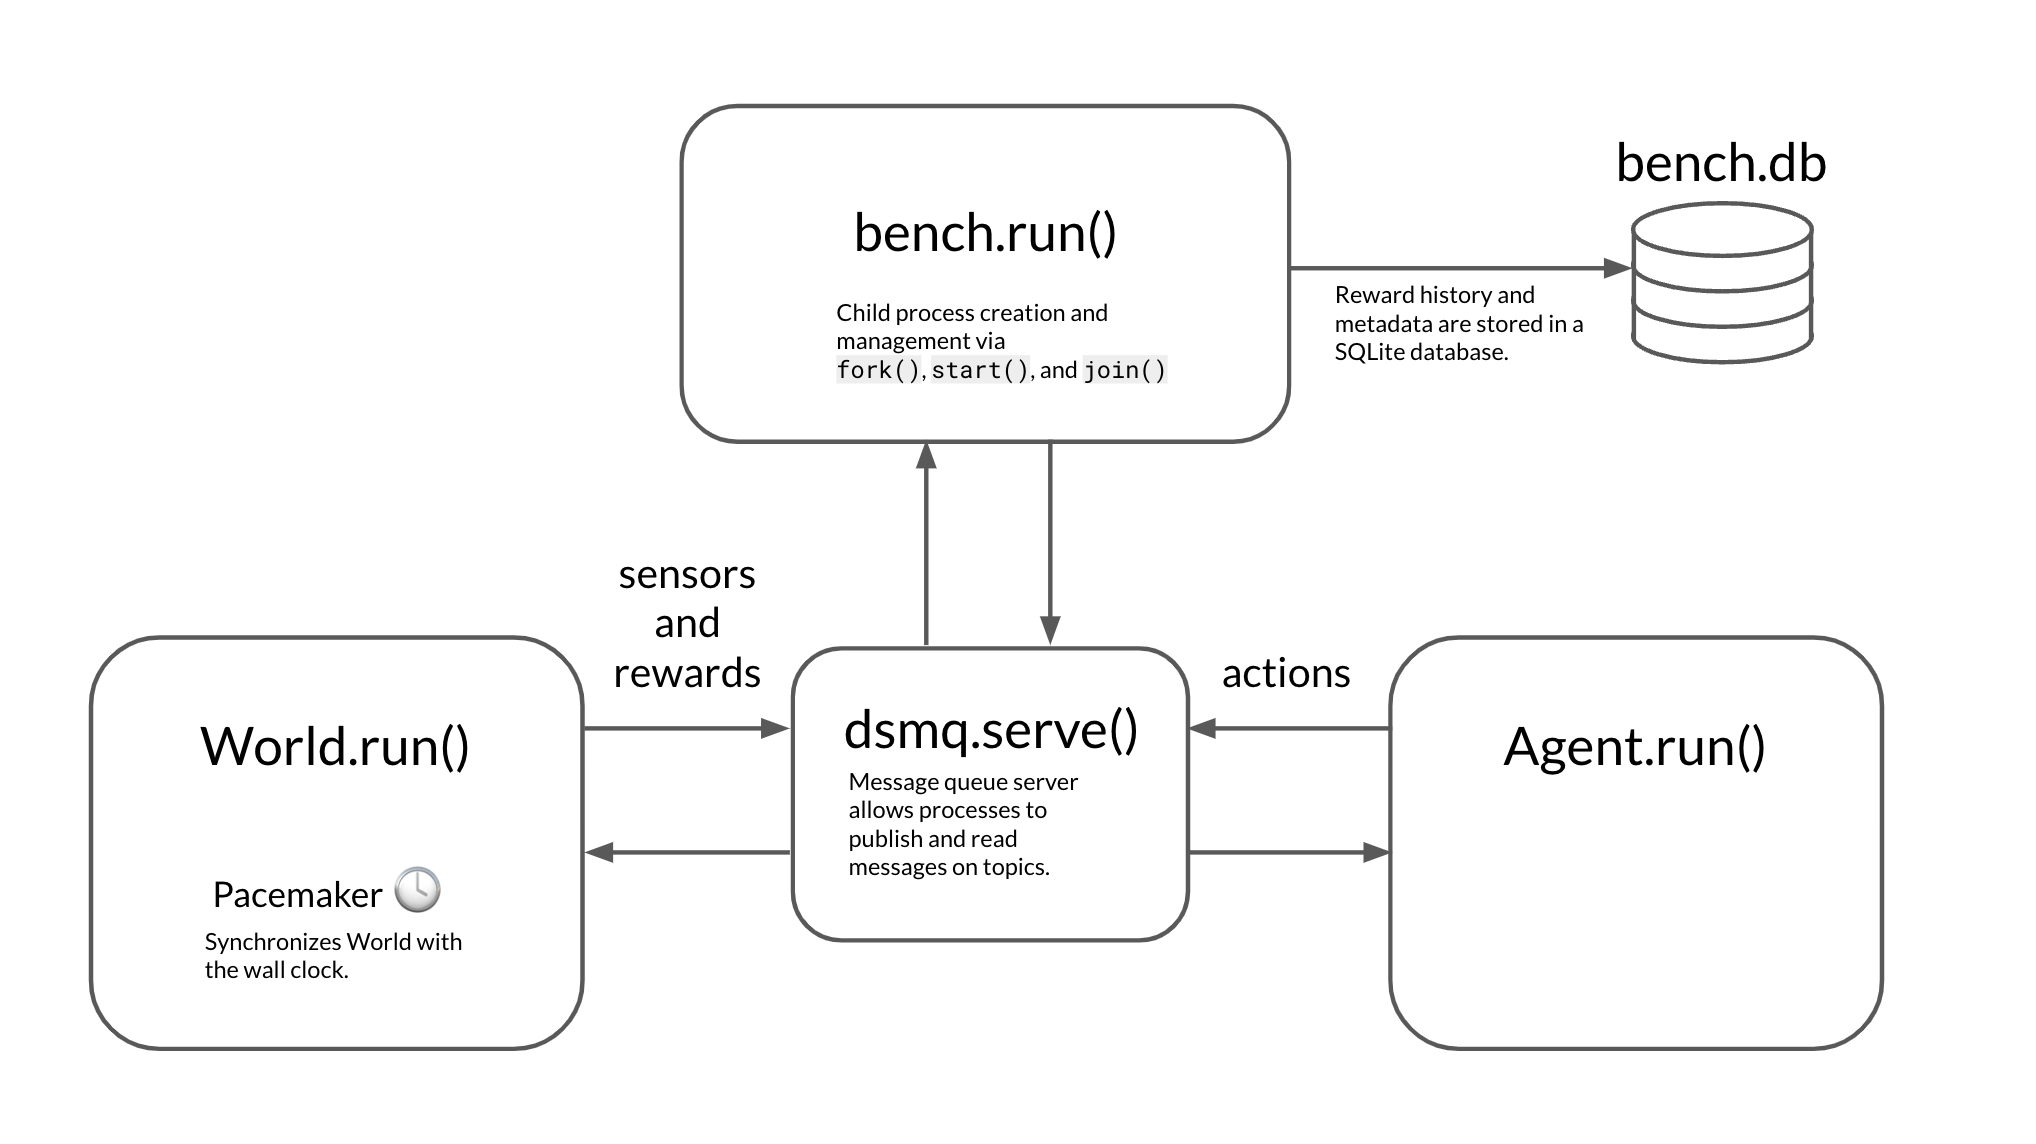 bench.run()
Child process creation and
management via
fork(), start(), and join()
bench.db
Reward history and
metadata are stored in a
SQLite database.
sensors
and
rewards
actions
World.run()
Pacemaker
Synchronizes World with
the wall clock.
dsmq.serve()
Message queue server
allows processes to
publish and read
messages on topics.
Agent.run()